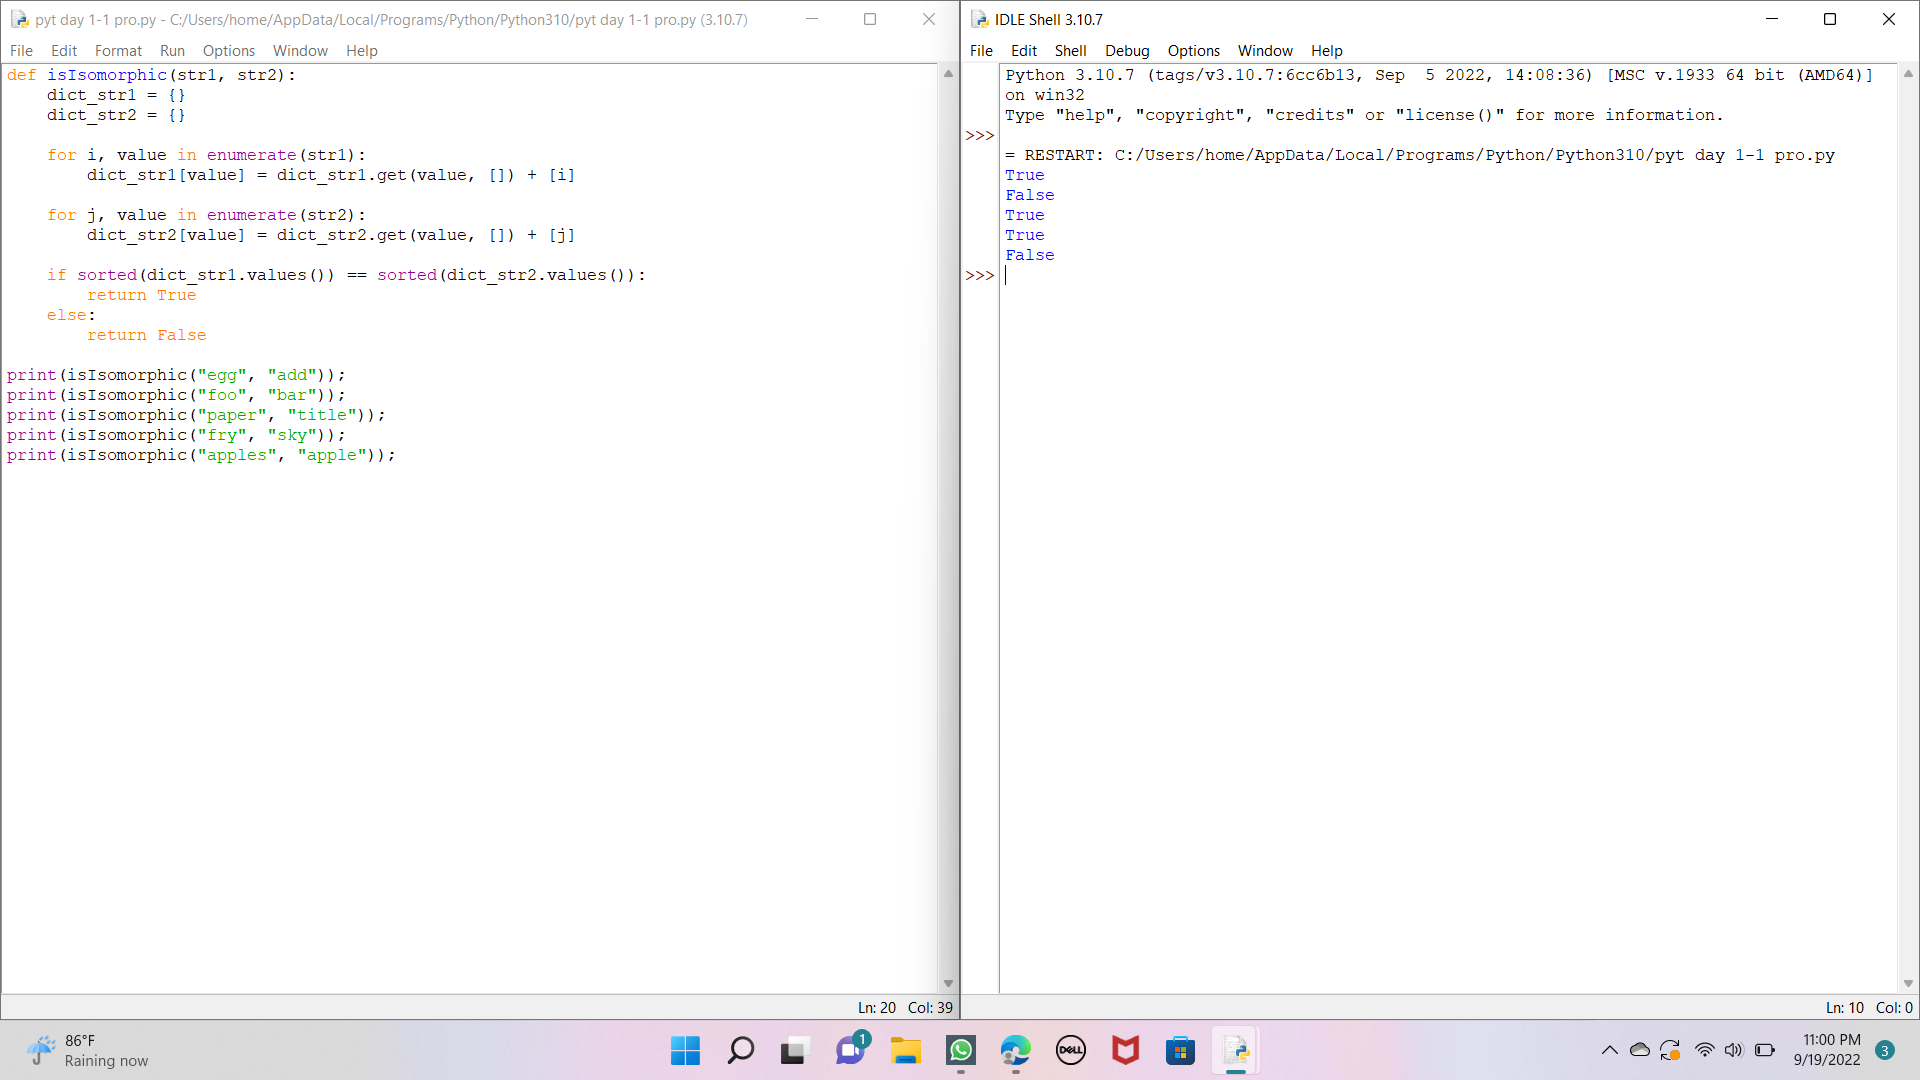 pyt day 1-1 pro.py - C:/Users/home/AppData/Local/Programs/Python/Python310/pyt day 1-1 pro.py (3.10.7)
File Edit Format Run Options Window Help
def isIsomorphic(str1, str2):
    dict_str1 = {}
    dict_str2 = {}

    for i, value in enumerate(str1):
        dict_str1[value] = dict_str1.get(value, []) + [i]

    for j, value in enumerate(str2):
        dict_str2[value] = dict_str2.get(value, []) + [j]

    if sorted(dict_str1.values()) == sorted(dict_str2.values()):
        return True
    else:
        return False

print(isIsomorphic("egg", "add"));
print(isIsomorphic("foo", "bar"));
print(isIsomorphic("paper", "title"));
print(isIsomorphic("fry", "sky"));
print(isIsomorphic("apples", "apple"));
Ln: 20 Col: 39
IDLE Shell 3.10.7
File Edit Shell Debug Options Window Help
Python 3.10.7 (tags/v3.10.7:6cc6b13, Sep  5 2022, 14:08:36) [MSC v.1933 64 bit (AMD64)]
on win32
Type "help", "copyright", "credits" or "license()" for more information.
>>>
= RESTART: C:/Users/home/AppData/Local/Programs/Python/Python310/pyt day 1-1 pro.py
True
False
True
True
False
>>>
Ln: 10 Col: 0
86°F
Raining now
1
DELL
11:00 PM
9/19/2022
3